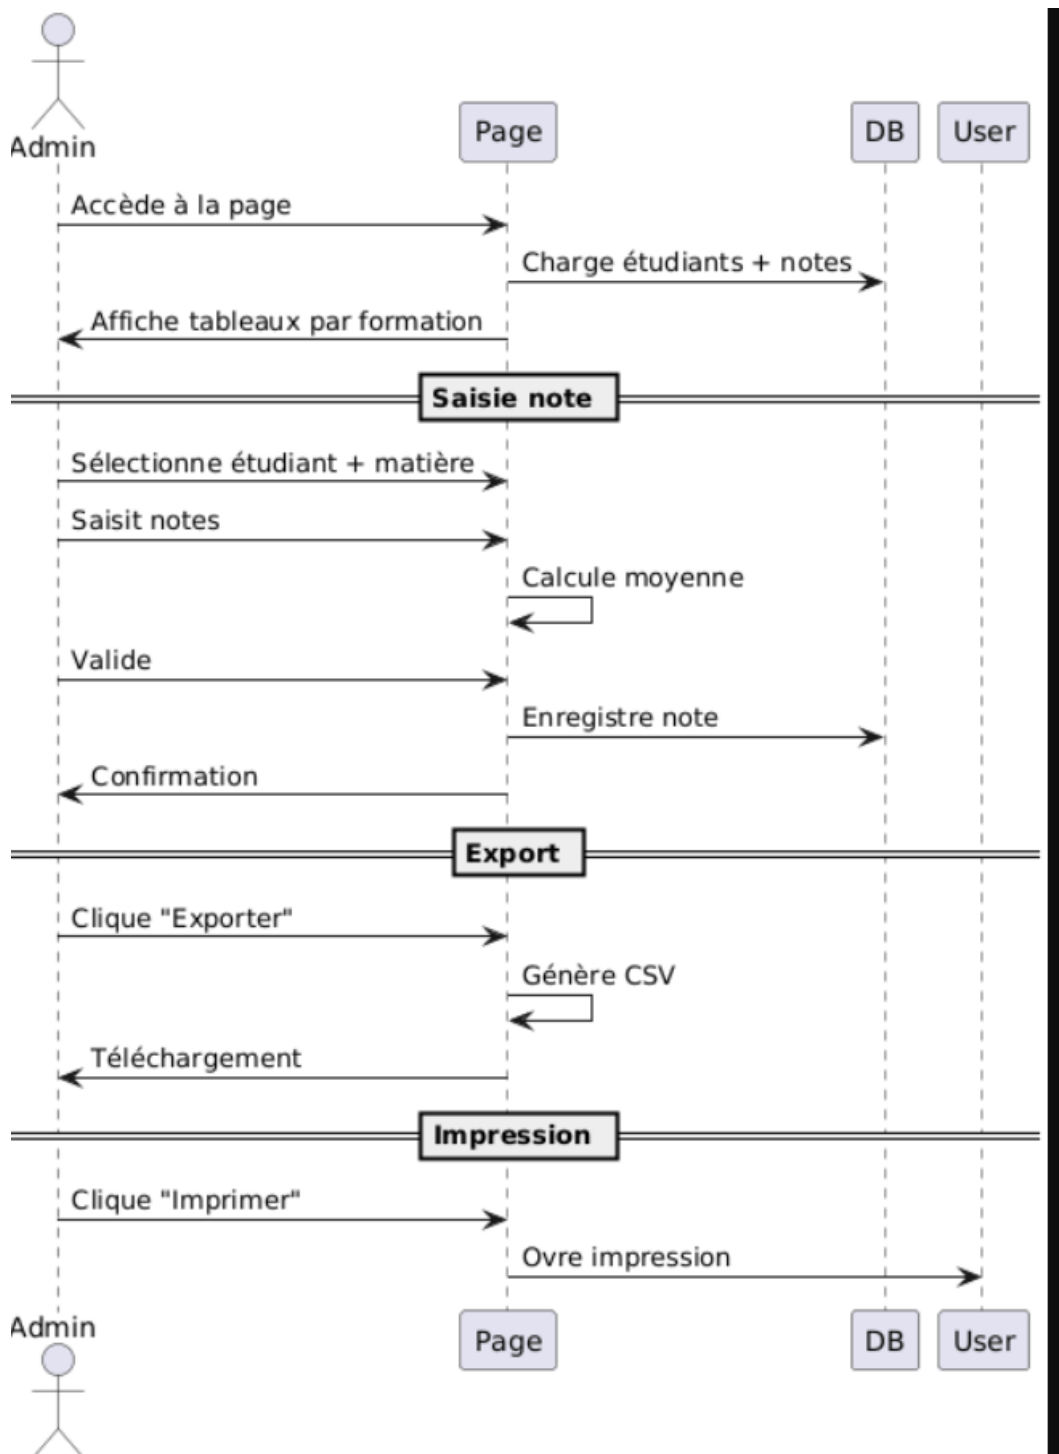 Admin
Page
DB
User
Accède à la page
Charge étudiants + notes
Affiche tableaux par formation
Saisie note
Sélectionne étudiant + matière
Saisit notes
Calcule moyenne
Valide
Enregistre note
Confirmation
Export
Clique "Exporter"
Génère CSV
Téléchargement
Impression
Clique "Imprimer"
Ovre impression
Admin
Page
DB
User